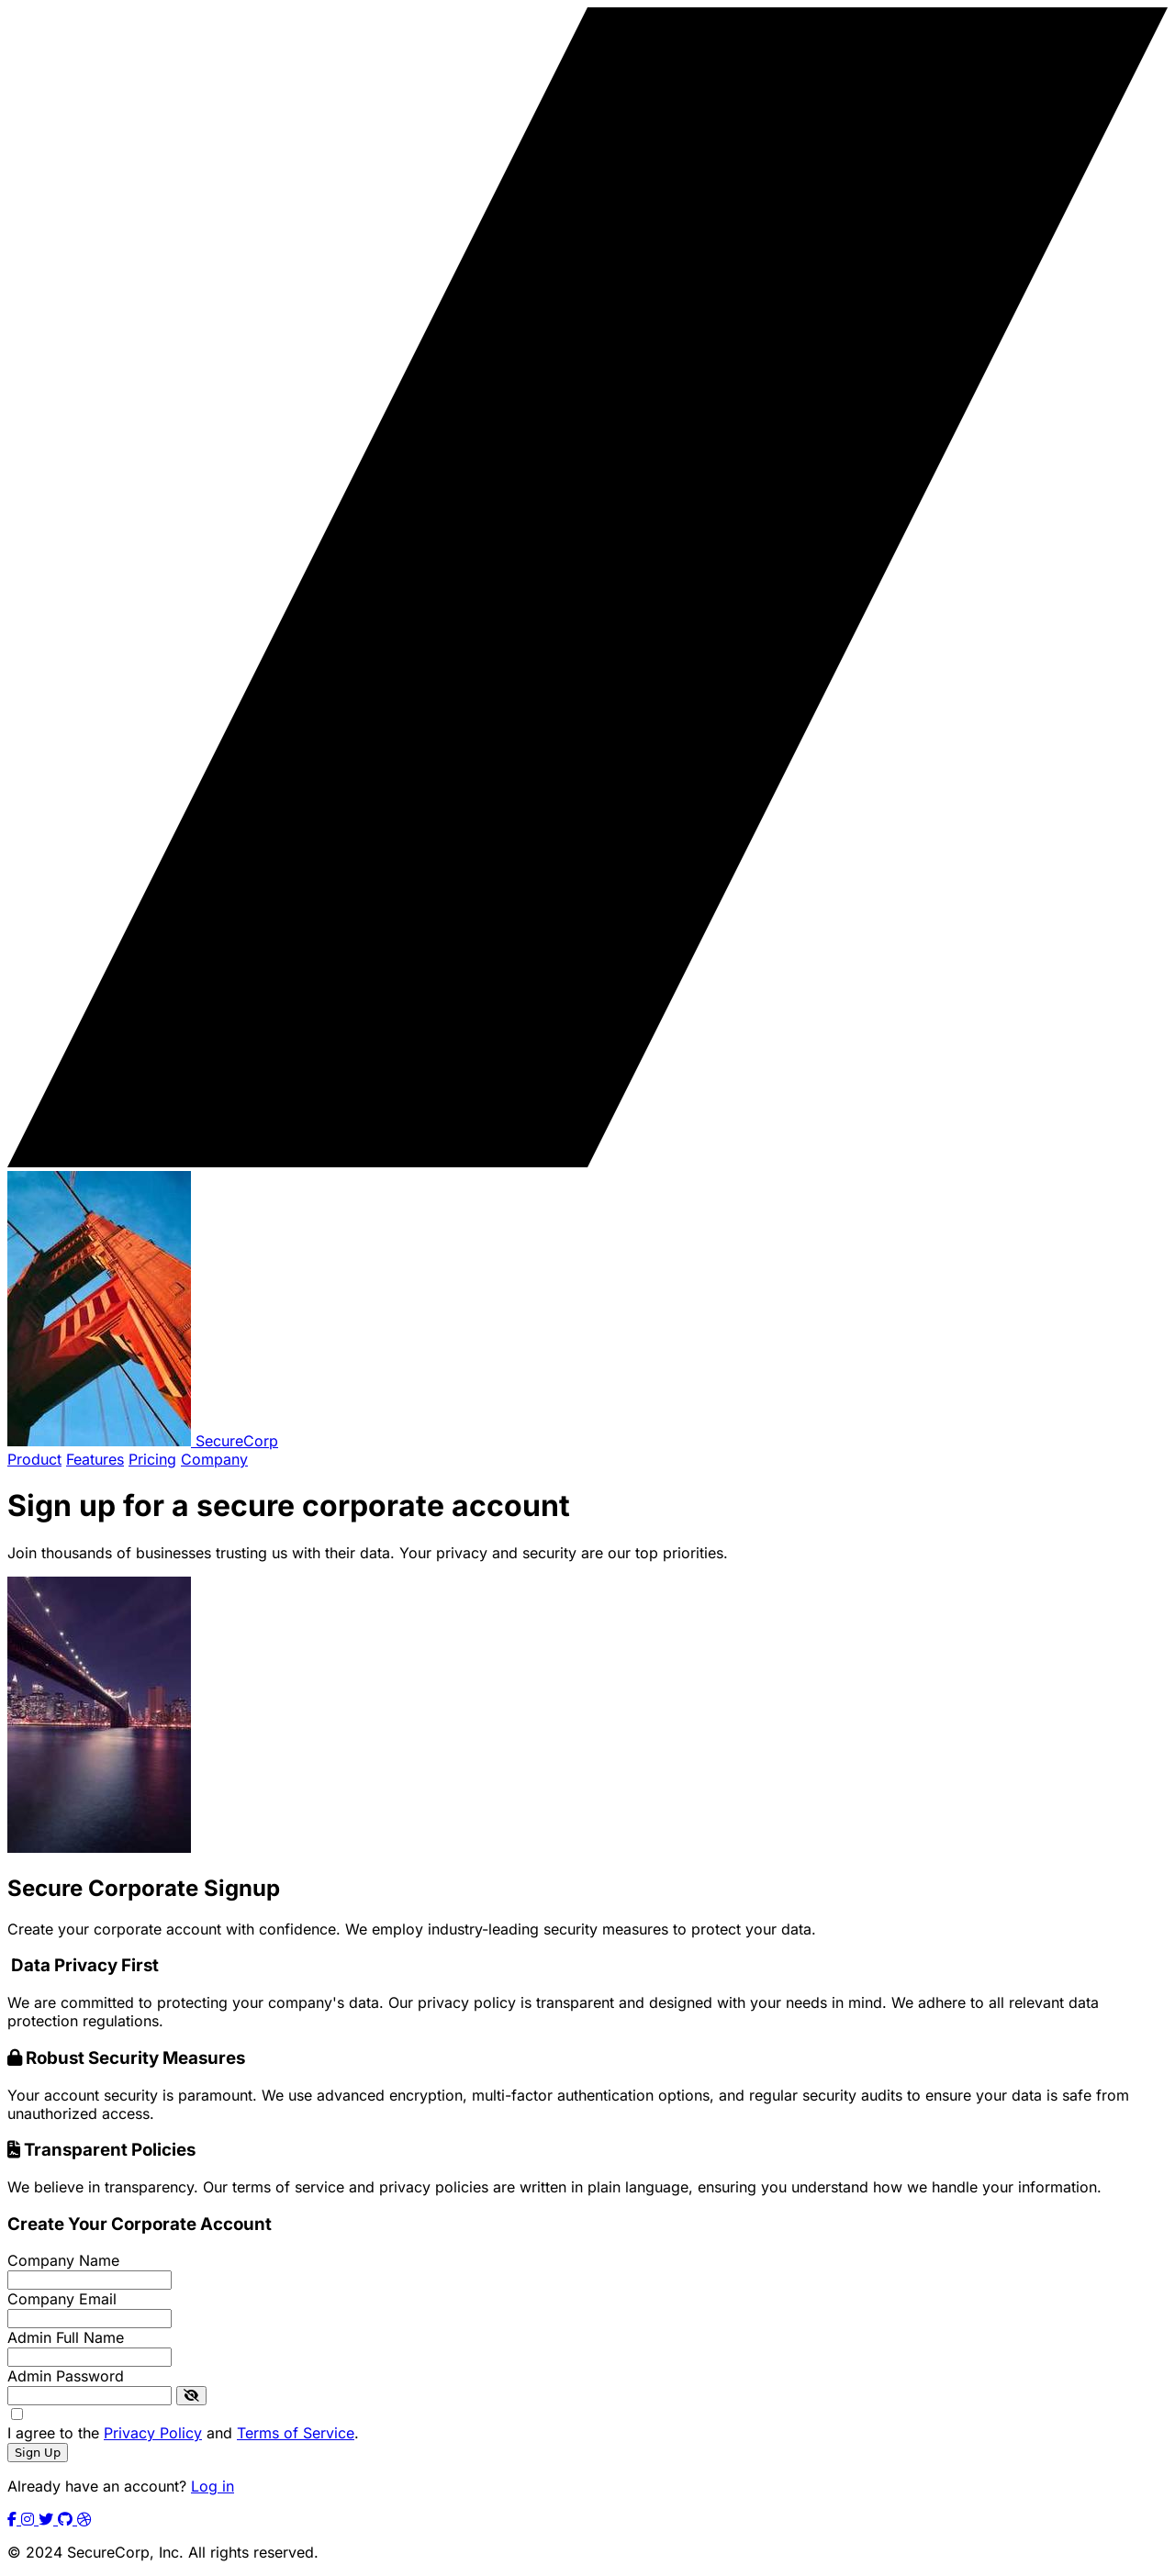 SecureCorp
Product Features Pricing Company
Sign up for a secure corporate account
Join thousands of businesses trusting us with their data. Your privacy and security are our top priorities.
Secure Corporate Signup
Create your corporate account with confidence. We employ industry-leading security measures to protect your data.
Data Privacy First
We are committed to protecting your company's data. Our privacy policy is transparent and designed with your needs in mind. We adhere to all relevant data
protection regulations.
Robust Security Measures
Your account security is paramount. We use advanced encryption, multi-factor authentication options, and regular security audits to ensure your data is safe from
unauthorized access.
Transparent Policies
We believe in transparency. Our terms of service and privacy policies are written in plain language, ensuring you understand how we handle your information.
Create Your Corporate Account
Company Name
Company Email
Admin Full Name
Admin Password
I agree to the Privacy Policy and Terms of Service.
Sign Up
Already have an account? Log in
© 2024 SecureCorp, Inc. All rights reserved.